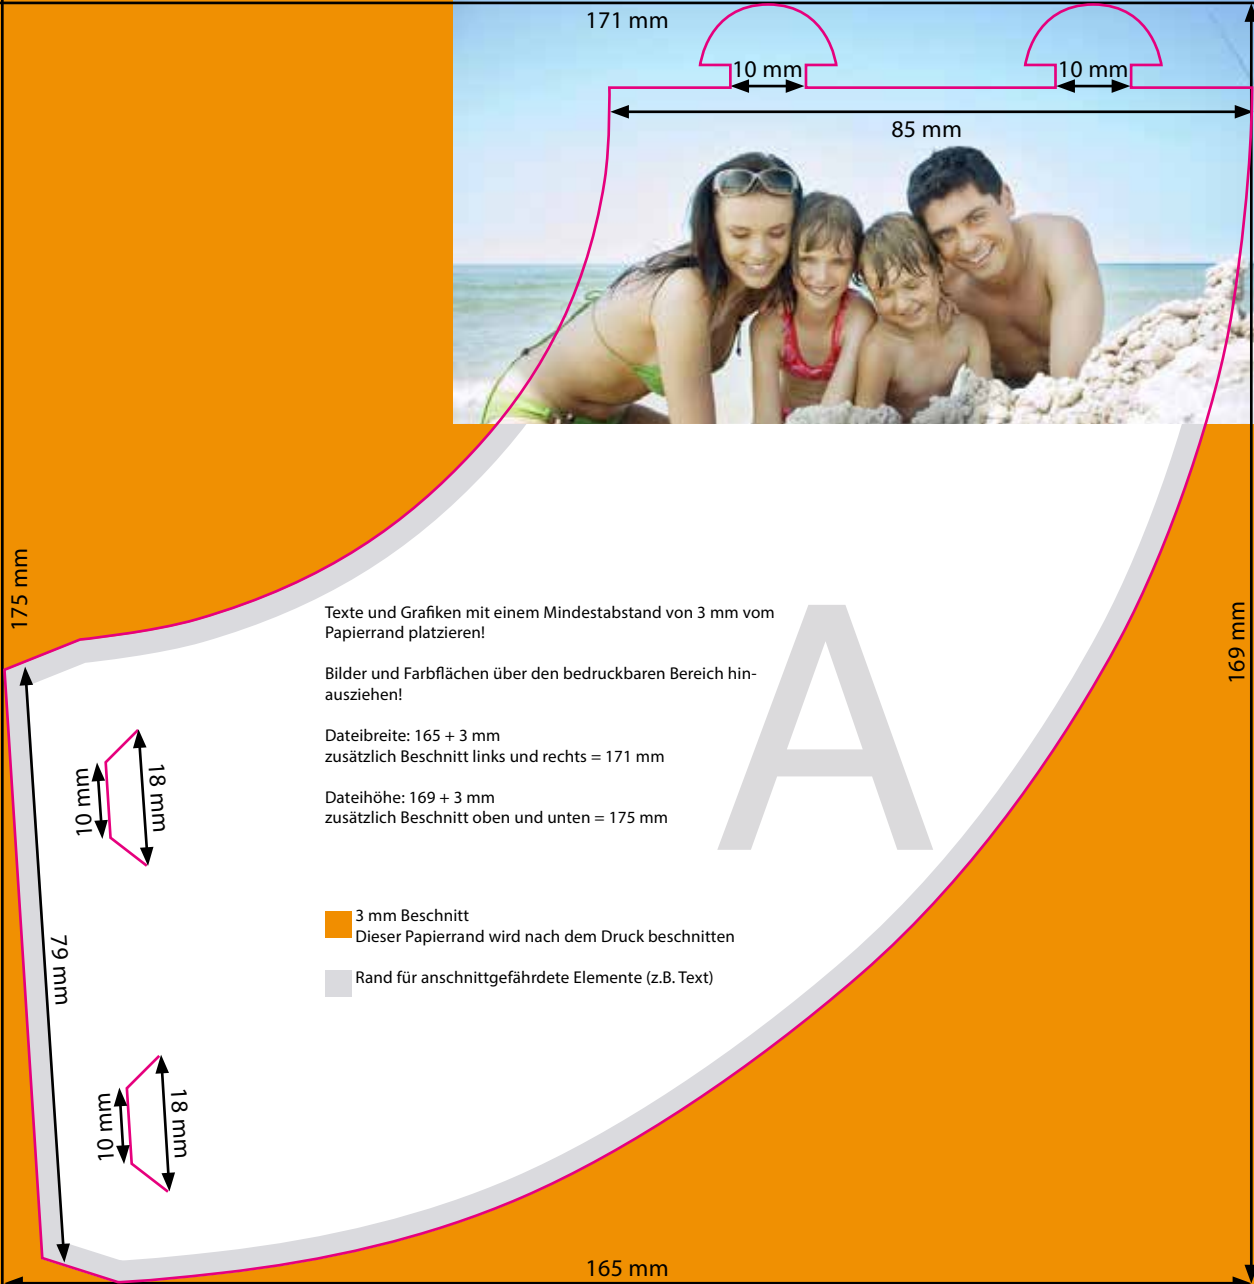 171 mm
10 mm
10 mm
85 mm
175 mm
169 mm
Texte und Grafiken mit einem Mindestabstand von 3 mm vom
Papierrand platzieren!
Bilder und Farbflächen über den bedruckbaren Bereich hin-
ausziehen!
Dateibreite: 165 + 3 mm
zusätzlich Beschnitt links und rechts = 171 mm
Dateihöhe: 169 + 3 mm
zusätzlich Beschnitt oben und unten = 175 mm
A
10 mm
18 mm
3 mm Beschnitt
Dieser Papierrand wird nach dem Druck beschnitten
Rand für anschnittgefährdete Elemente (z.B. Text)
79 mm
10 mm
18 mm
165 mm